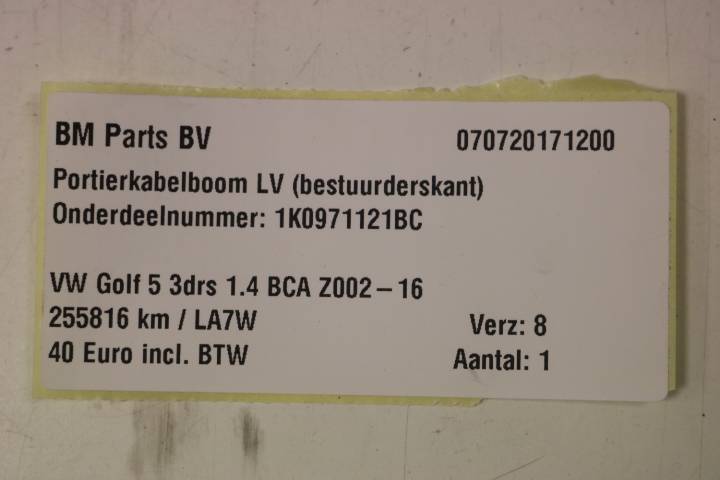 BM Parts BV 070720171200
Portierkabelboom LV (bestuurderskant)
Onderdeelnummer: 1K0971121BC
VW Golf 5 3drs 1.4 BCA Z002-16
255816 km / LA7W Verz: 8
40 Euro incl. BTW Aantal: 1